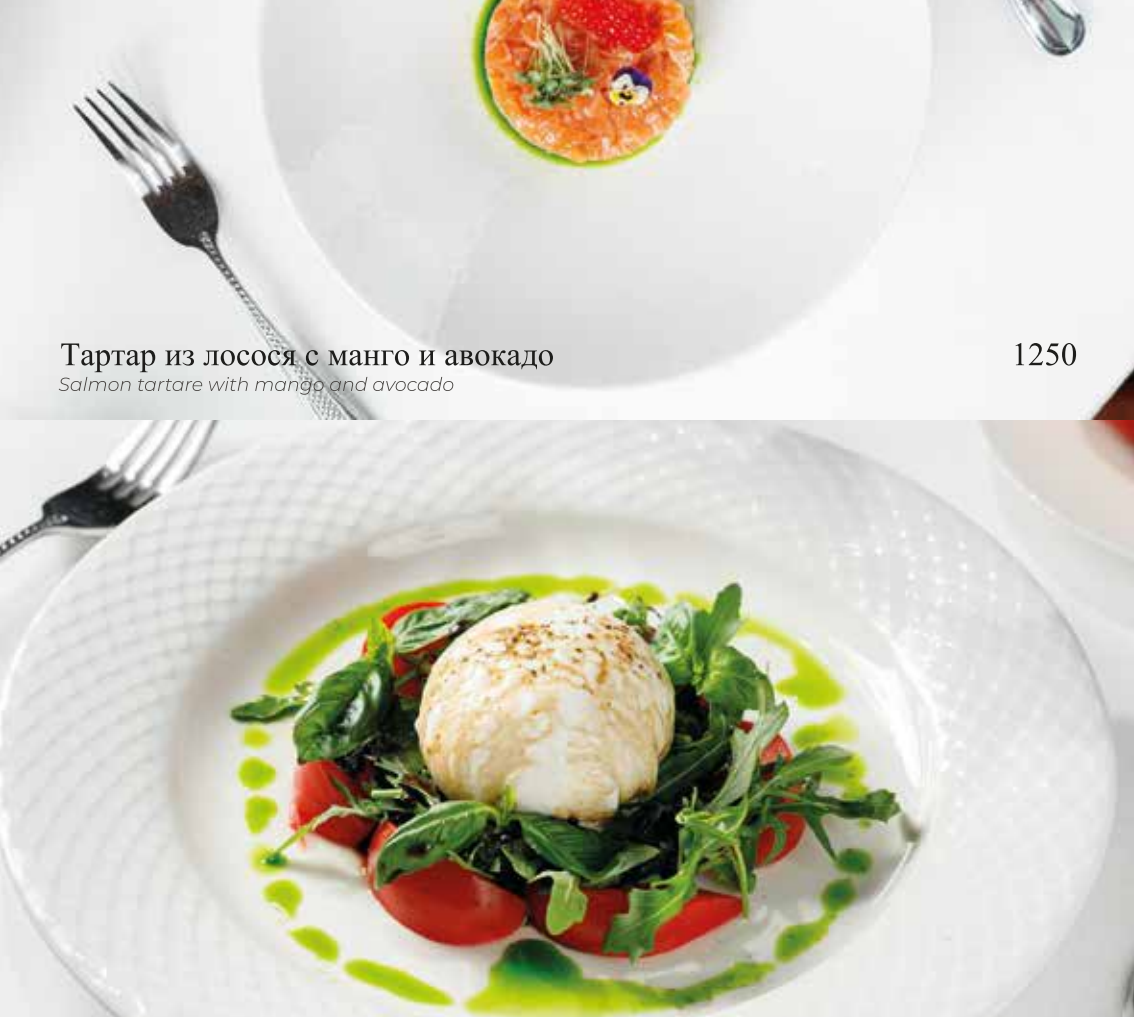 Тартар из лосося с манго и авокадо 1250
Salmon tartare with mango and avocado